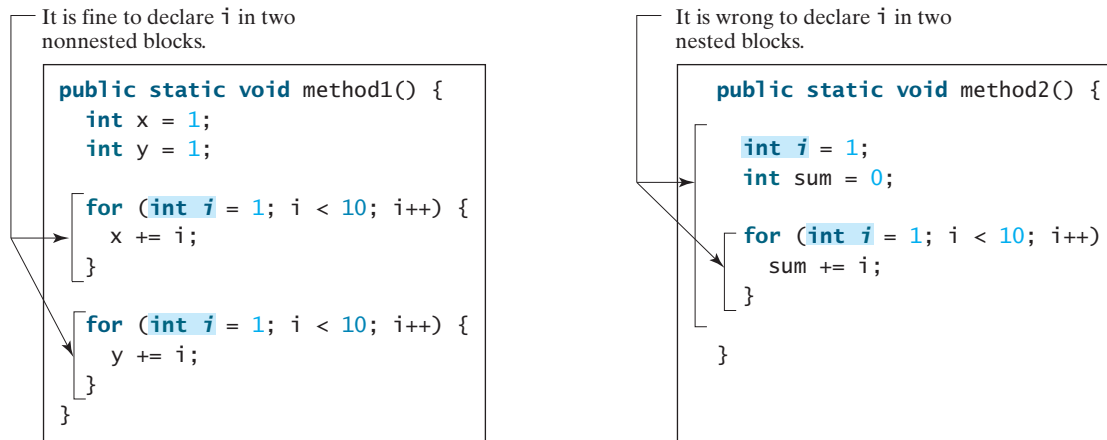 It is fine to declare i in two
nonnested blocks.
public static void method1() {
int x = 1;
int y = 1;
for (int i = 1; i < 10; i++) {
x += i;
}
for (int i = 1; i < 10; i++) {
y += i;
}
}
It is wrong to declare i in two
nested blocks.
public static void method2() {
int i = 1;
int sum = 0;
for (int i = 1; i < 10; i++)
sum += i;
}
}